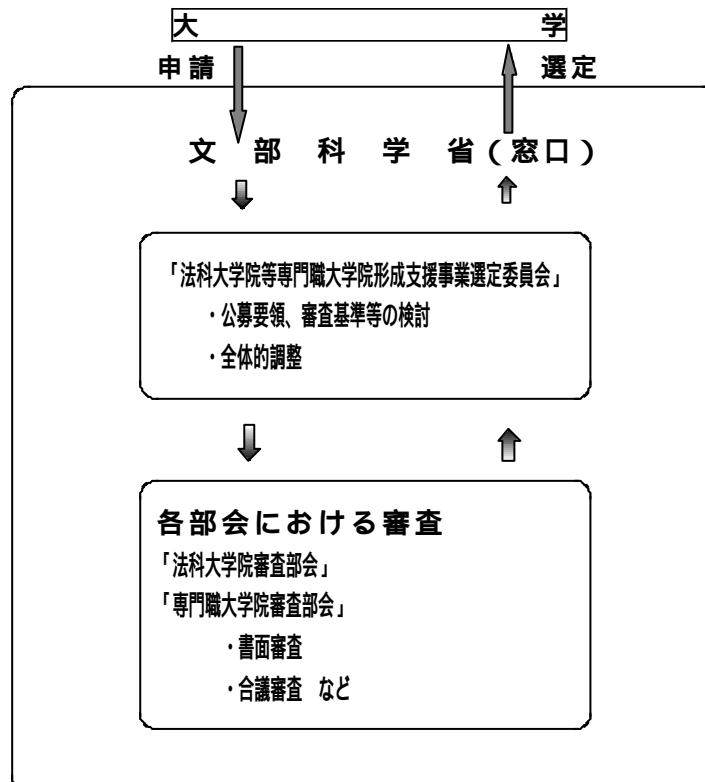 大 学
申請 選定
文部科学省(窓口)
「法科大学院等専門職大学院形成支援事業選定委員会」
・公募要領、審査基準等の検討
・全体的調整
各部会における審査
「法科大学院審査部会」
「専門職大学院審査部会」
・書面審査
・合議審査 など